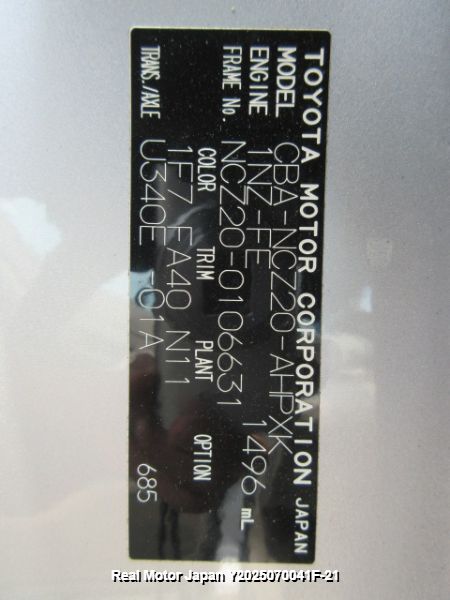 TOYOTA MOTOR CORPORATION JAPAN
MODEL CBA-NCZ20-AHPXK
ENGINE 1NZ-FE 1496 mL
FRAME No. NCZ20-0106631
COLOR TRIM PLANT OPTION
1F7 FA40 N11
TRANS./AXLE U340E -01A 685
Real Motor Japan Y2025070041F-21